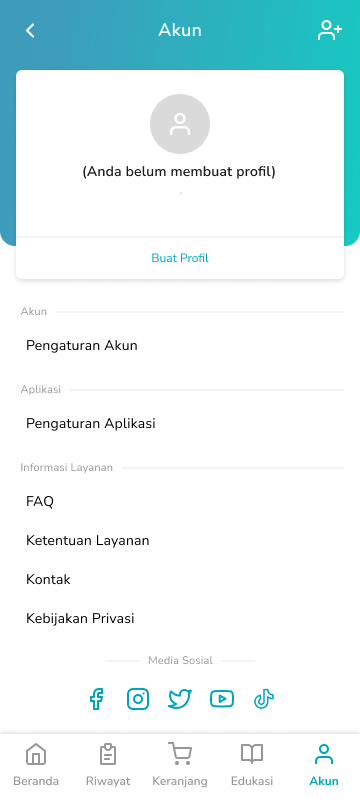 Akun
(Anda belum membuat profil)
-
Buat Profil
Akun
Pengaturan Akun
Aplikasi
Pengaturan Aplikasi
Informasi Layanan
FAQ
Ketentuan Layanan
Kontak
Kebijakan Privasi
Media Sosial
Beranda Riwayat Keranjang Edukasi Akun